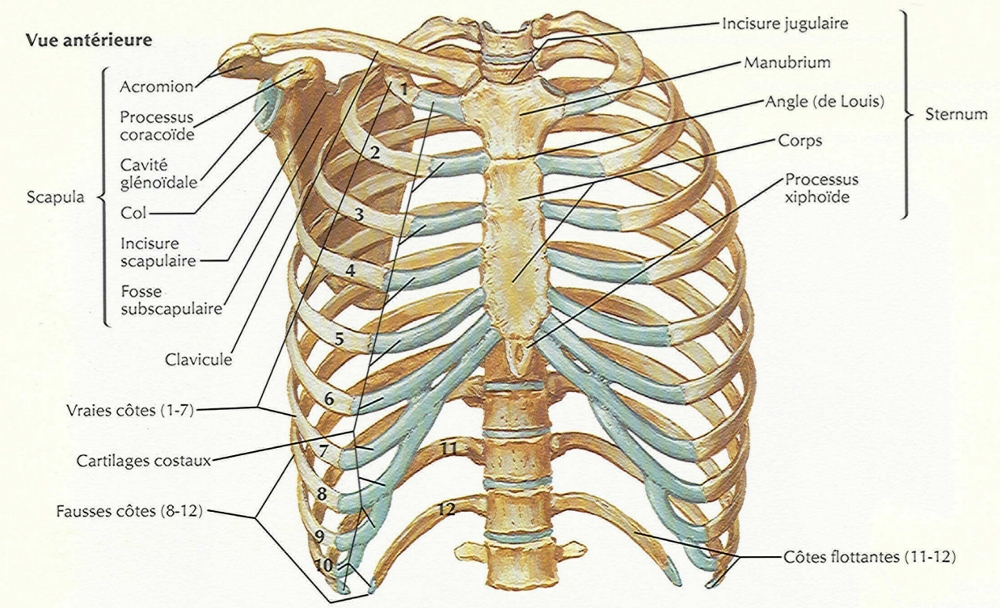 Vue antérieure
Acromion
Processus
coracoïde
Cavité
glénoïdale
Scapula
Col
Incisure
scapulaire
Fosse
subscapulaire
Clavicule
Vraies côtes (1-7)
Cartilages costaux
Fausses côtes (8-12)
1
2
3
4
5
6
7
8
9
10
11
12
Incisure jugulaire
Manubrium
Angle (de Louis)
Sternum
Corps
Processus
xiphoïde
Côtes flottantes (11-12)